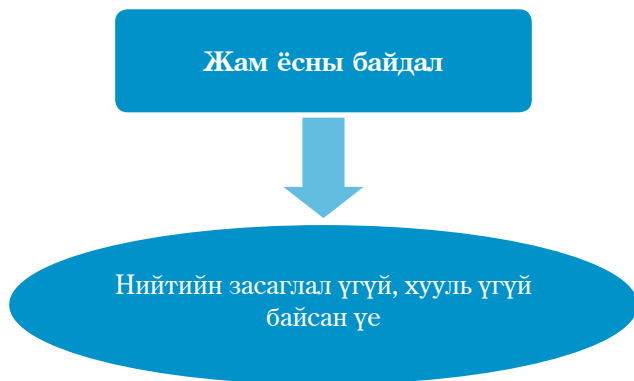 Жам ёсны байдал
Нийтийн засаглал үгүй, хууль үгүй
байсан үе